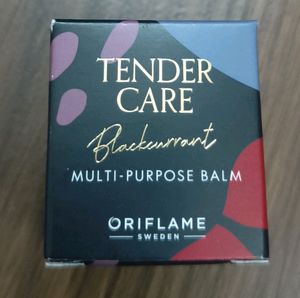 TENDER
CARE
Blackcurrant
MULTI-PURPOSE BALM
ORIFLAME
SWEDEN